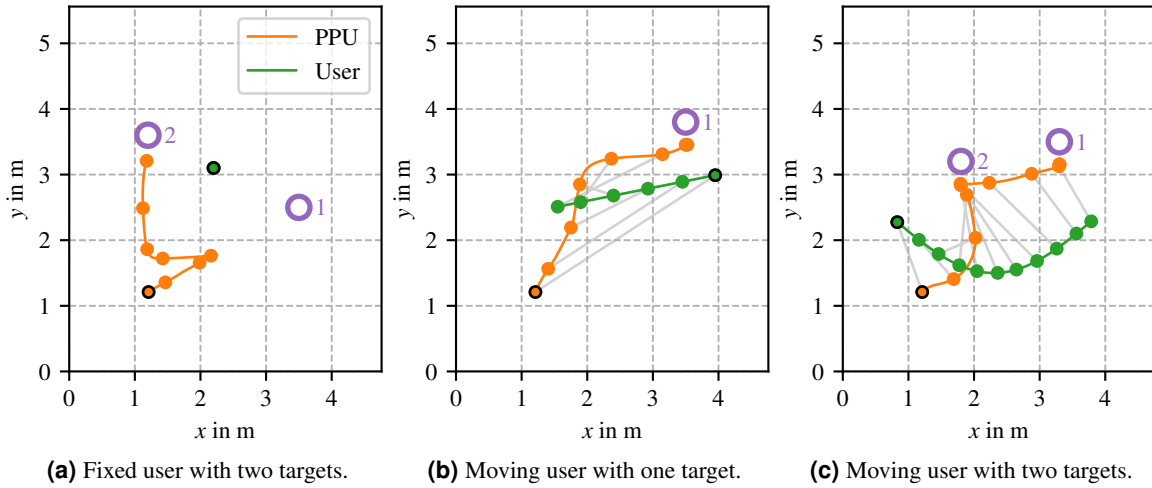 5
4
3
2
1
0
y in m
0 1 2 3 4
x in m
PPU
User
2
1
(a) Fixed user with two targets.
5
4
3
2
1
0
y in m
0 1 2 3 4
x in m
1
(b) Moving user with one target.
5
4
3
2
1
0
y in m
0 1 2 3 4
x in m
1
2
(c) Moving user with two targets.